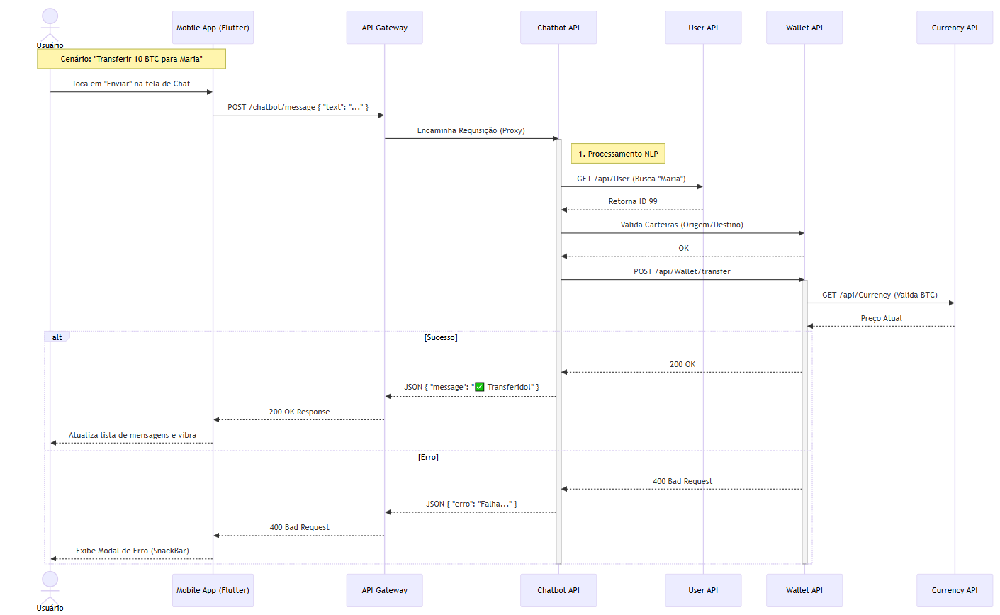 Usuário
Mobile App (Flutter)
API Gateway
Chatbot API
User API
Wallet API
Currency API
Cenário: "Transferir 10 BTC para Maria"
Toca em "Enviar" na tela de Chat
POST /chatbot/message { "text": "..." }
Encaminha Requisição (Proxy)
1. Processamento NLP
GET /api/User (Busca "Maria")
Retorna ID 99
Valida Carteiras (Origem/Destino)
OK
POST /api/Wallet/transfer
GET /api/Currency (Valida BTC)
Preço Atual
alt
[Sucesso]
200 OK
JSON { "message": "✅ Transferido!" }
200 OK Response
Atualiza lista de mensagens e vibra
[Erro]
400 Bad Request
JSON { "erro": "Falha..." }
400 Bad Request
Exibe Modal de Erro (SnackBar)
Usuário
Mobile App (Flutter)
API Gateway
Chatbot API
User API
Wallet API
Currency API